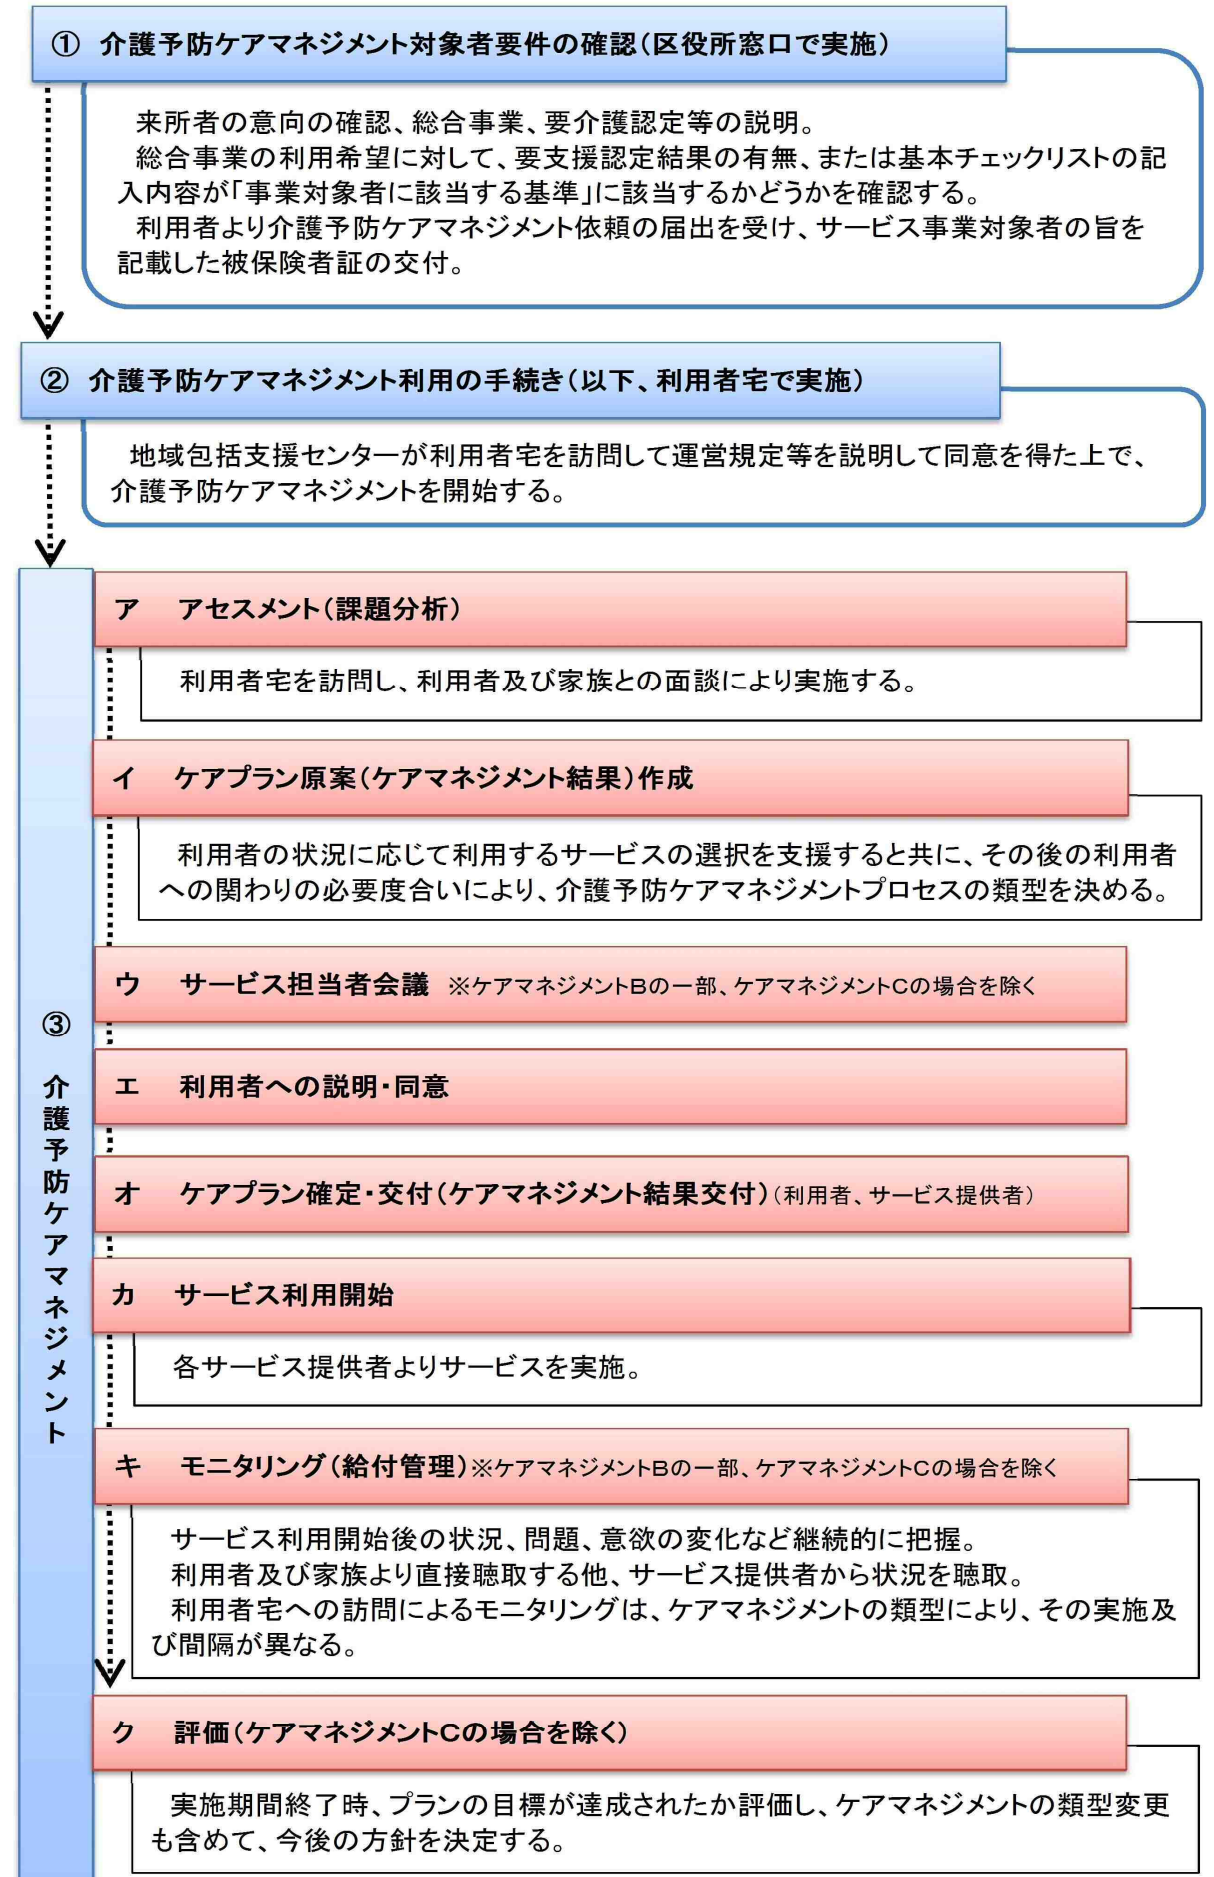 ① 介護予防ケアマネジメント対象者要件の確認(区役所窓口で実施)
来所者の意向の確認、総合事業、要介護認定等の説明。
総合事業の利用希望に対して、要支援認定結果の有無、または基本チェックリストの記
入内容が「事業対象者に該当する基準」に該当するかどうかを確認する。
利用者より介護予防ケアマネジメント依頼の届出を受け、サービス事業対象者の旨を
記載した被保険者証の交付。
② 介護予防ケアマネジメント利用の手続き(以下、利用者宅で実施)
地域包括支援センターが利用者宅を訪問して運営規定等を説明して同意を得た上で、
介護予防ケアマネジメントを開始する。
③ 介護予防ケアマネジメント
ア アセスメント(課題分析)
利用者宅を訪問し、利用者及び家族との面談により実施する。
イ ケアプラン原案(ケアマネジメント結果)作成
利用者の状況に応じて利用するサービスの選択を支援すると共に、その後の利用者
への関わりの必要度合いにより、介護予防ケアマネジメントプロセスの類型を決める。
ウ サービス担当者会議 ※ケアマネジメントBの一部、ケアマネジメントCの場合を除く
エ 利用者への説明・同意
オ ケアプラン確定・交付(ケアマネジメント結果交付)(利用者、サービス提供者)
カ サービス利用開始
各サービス提供者よりサービスを実施。
キ モニタリング(給付管理)※ケアマネジメントBの一部、ケアマネジメントCの場合を除く
サービス利用開始後の状況、問題、意欲の変化など継続的に把握。
利用者及び家族より直接聴取する他、サービス提供者から状況を聴取。
利用者宅への訪問によるモニタリングは、ケアマネジメントの類型により、その実施及
び間隔が異なる。
ク 評価(ケアマネジメントCの場合を除く)
実施期間終了時、プランの目標が達成されたか評価し、ケアマネジメントの類型変更
も含めて、今後の方針を決定する。